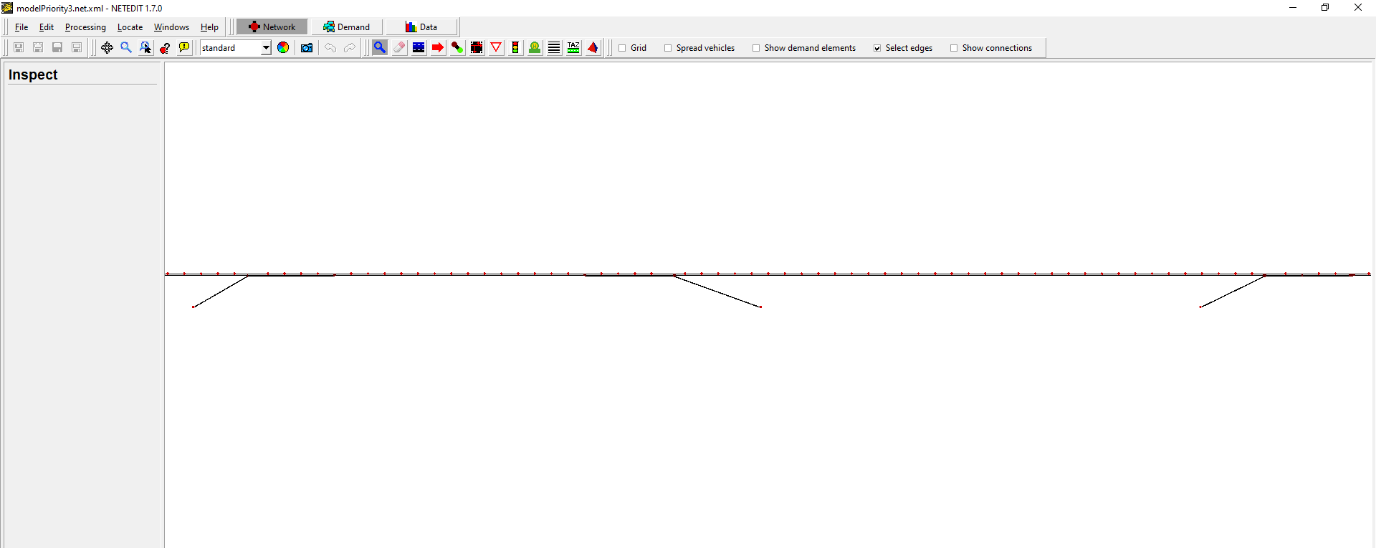 modelPriority3.net.xml - NETEDIT 1.7.0
File Edit Processing Locate Windows Help Network Demand Data
standard TAZ Grid Spread vehicles Show demand elements Select edges Show connections
Inspect